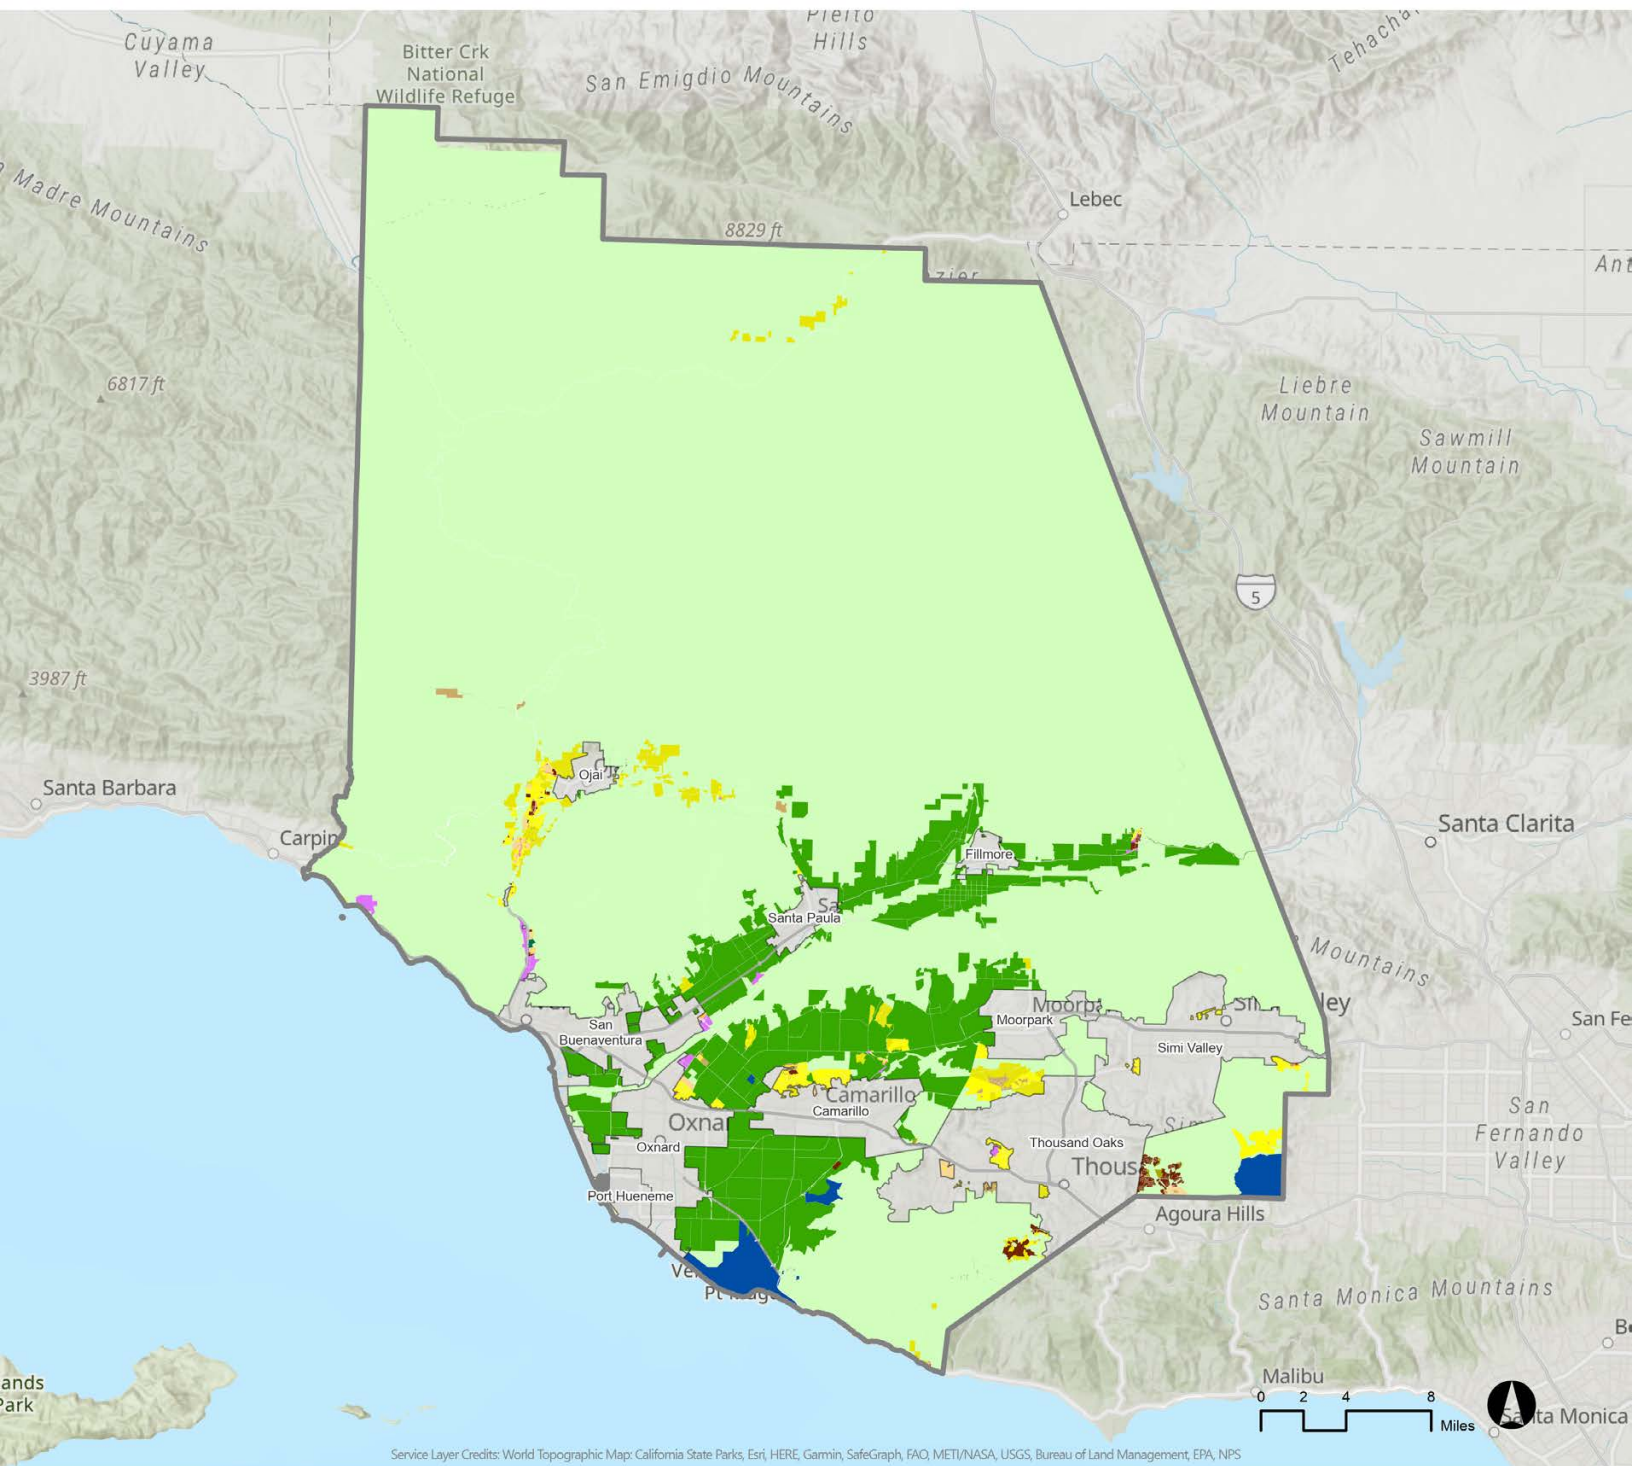 Pleito
Hills
Cuyama
Valley
Bitter Crk
National
Wildlife Refuge
San Emigdio Mountains
Madre Mountains
Lebec
8829 ft
6817 ft
Liebre
Mountain
Sawmill
Mountain
5
3987 ft
Santa Barbara
Carpin
Ojai
Santa Clarita
Fillmore
Santa Paula
Mountains
San
Buenaventura
Moorpark
Simi Valley
San Fe
Camarillo
Camarillo
Oxna
Oxnard
Thousand Oaks
Thous
San
Fernando
Valley
Port Hueneme
Agoura Hills
Santa Monica Mountains
Malibu
0 2 4 8
Miles
ands
Park
Santa Monica
Service Layer Credits: World Topographic Map: California State Parks, Esri, HERE, Garmin, SafeGraph, FAO, METI/NASA, USGS, Bureau of Land Management, EPA, NPS